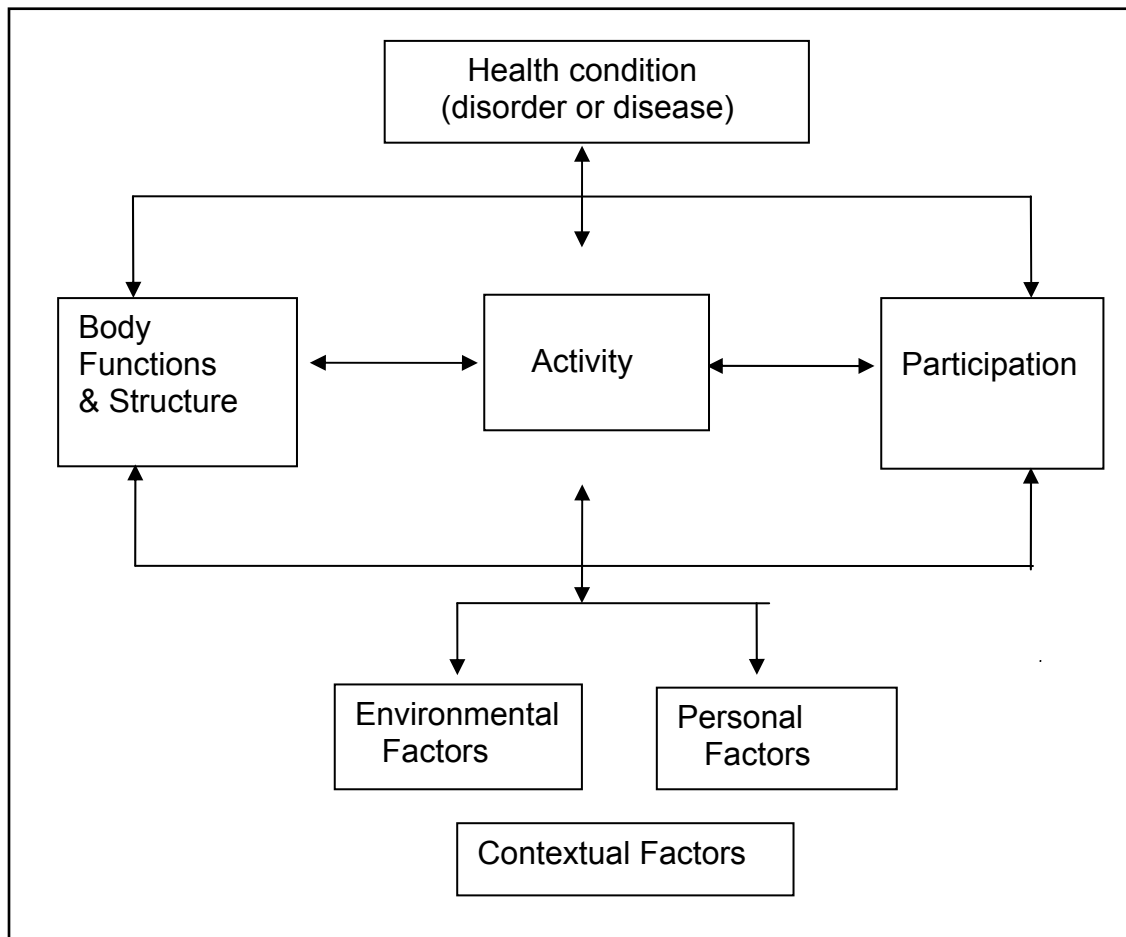 Health condition
(disorder or disease)
Body
Functions
& Structure
Activity
Participation
Environmental
Factors
Personal
Factors
Contextual Factors